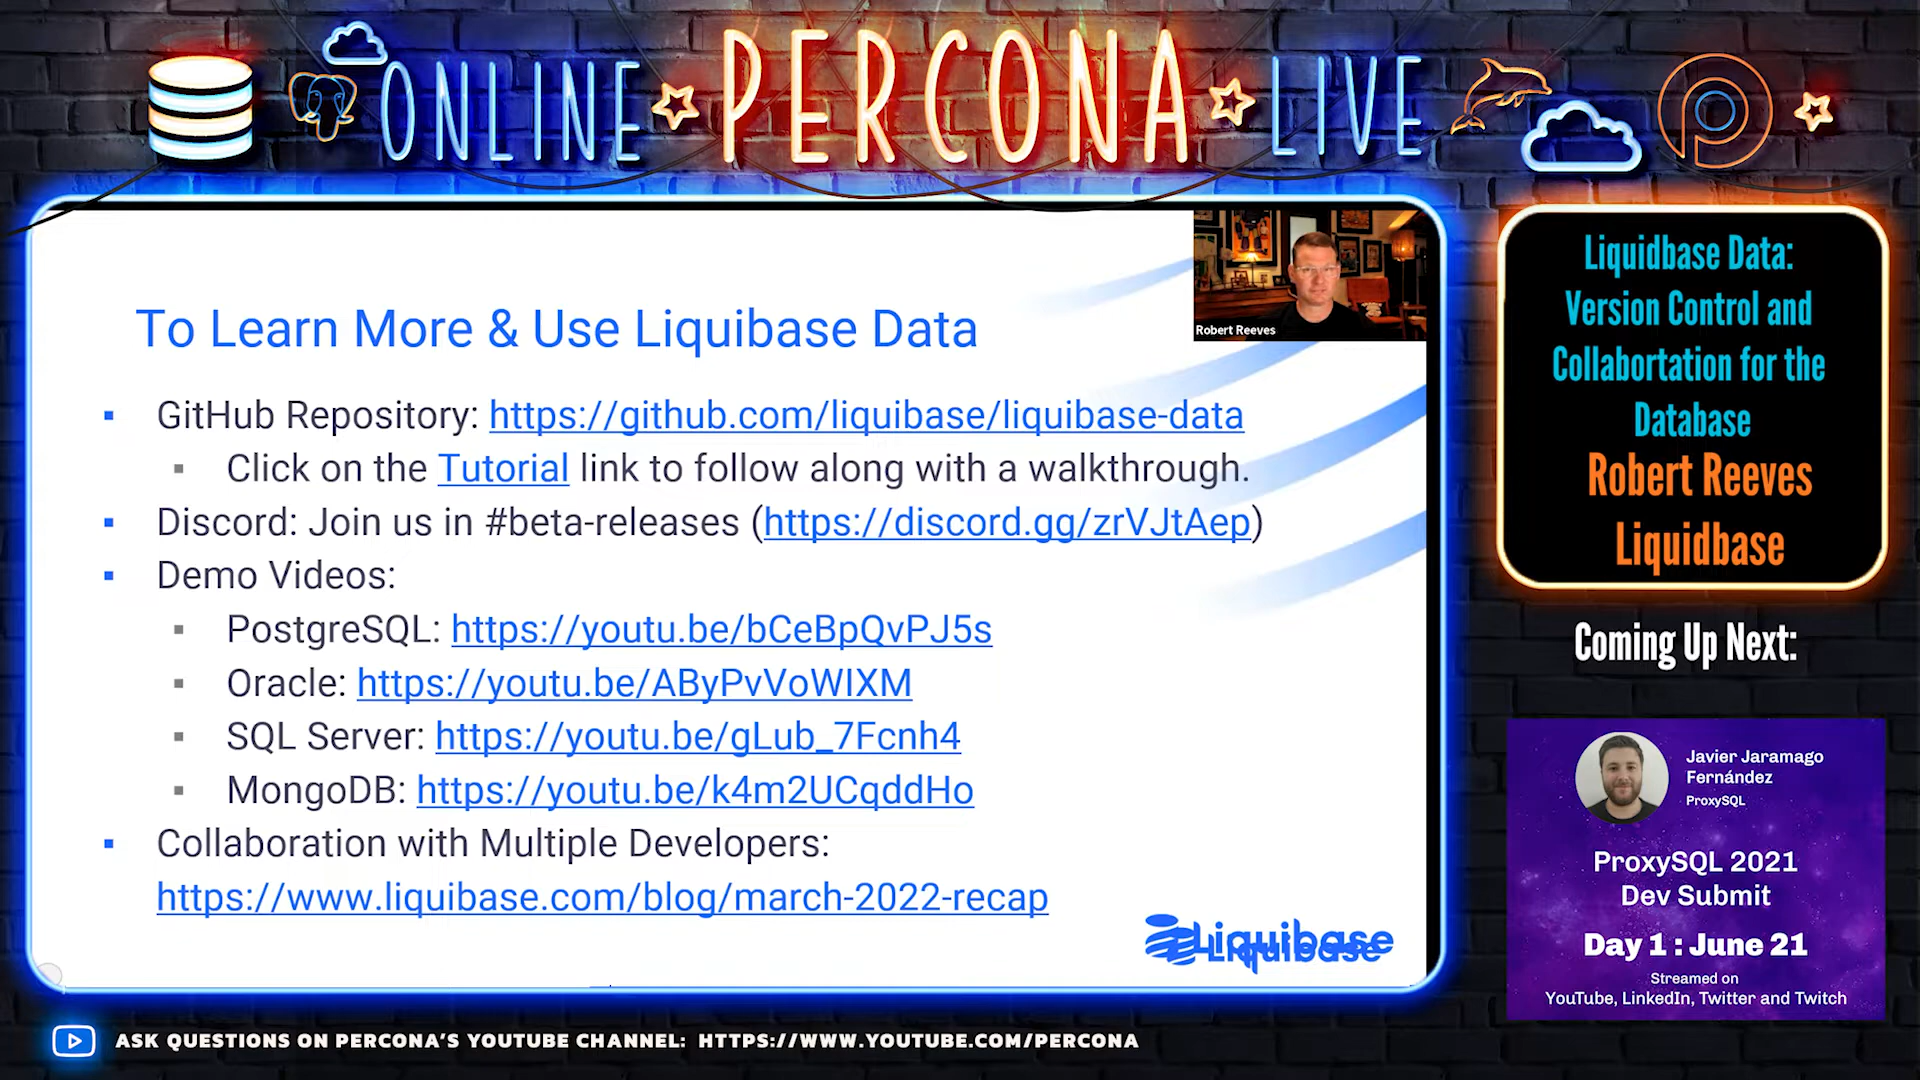 ONLINE PERCONA LIVE
Robert Reeves
To Learn More & Use Liquibase Data
GitHub Repository: https://github.com/liquibase/liquibase-data
Click on the Tutorial link to follow along with a walkthrough.
Discord: Join us in #beta-releases (https://discord.gg/zrVJtAep)
Demo Videos:
PostgreSQL: https://youtu.be/bCeBpQvPJ5s
Oracle: https://youtu.be/AByPvVoWIXM
SQL Server: https://youtu.be/gLub_7Fcnh4
MongoDB: https://youtu.be/k4m2UCqddHo
Collaboration with Multiple Developers:
https://www.liquibase.com/blog/march-2022-recap
Liquibase
Liquibase
Liquidbase Data:
Version Control and
Collabortation for the
Database
Robert Reeves
Liquidbase
Coming Up Next:
Javier Jaramago
Fernández
ProxySQL
ProxySQL 2021
Dev Submit
Day 1 : June 21
Streamed on
YouTube, LinkedIn, Twitter and Twitch
ASK QUESTIONS ON PERCONA'S YOUTUBE CHANNEL: HTTPS://WWW.YOUTUBE.COM/PERCONA